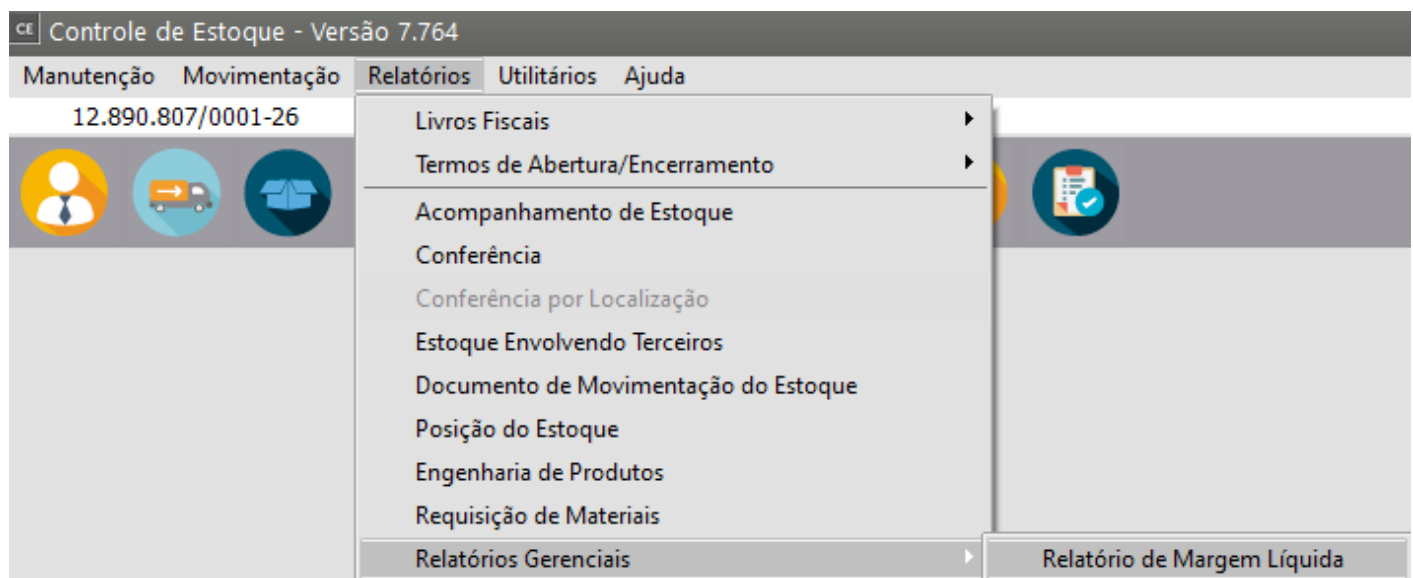 CE Controle de Estoque - Versão 7.764
Manutenção Movimentação Relatórios Utilitários Ajuda
12.890.807/0001-26
Livros Fiscais
Termos de Abertura/Encerramento
Acompanhamento de Estoque
Conferência
Conferência por Localização
Estoque Envolvendo Terceiros
Documento de Movimentação do Estoque
Posição do Estoque
Engenharia de Produtos
Requisição de Materiais
Relatórios Gerenciais
Relatório de Margem Líquida